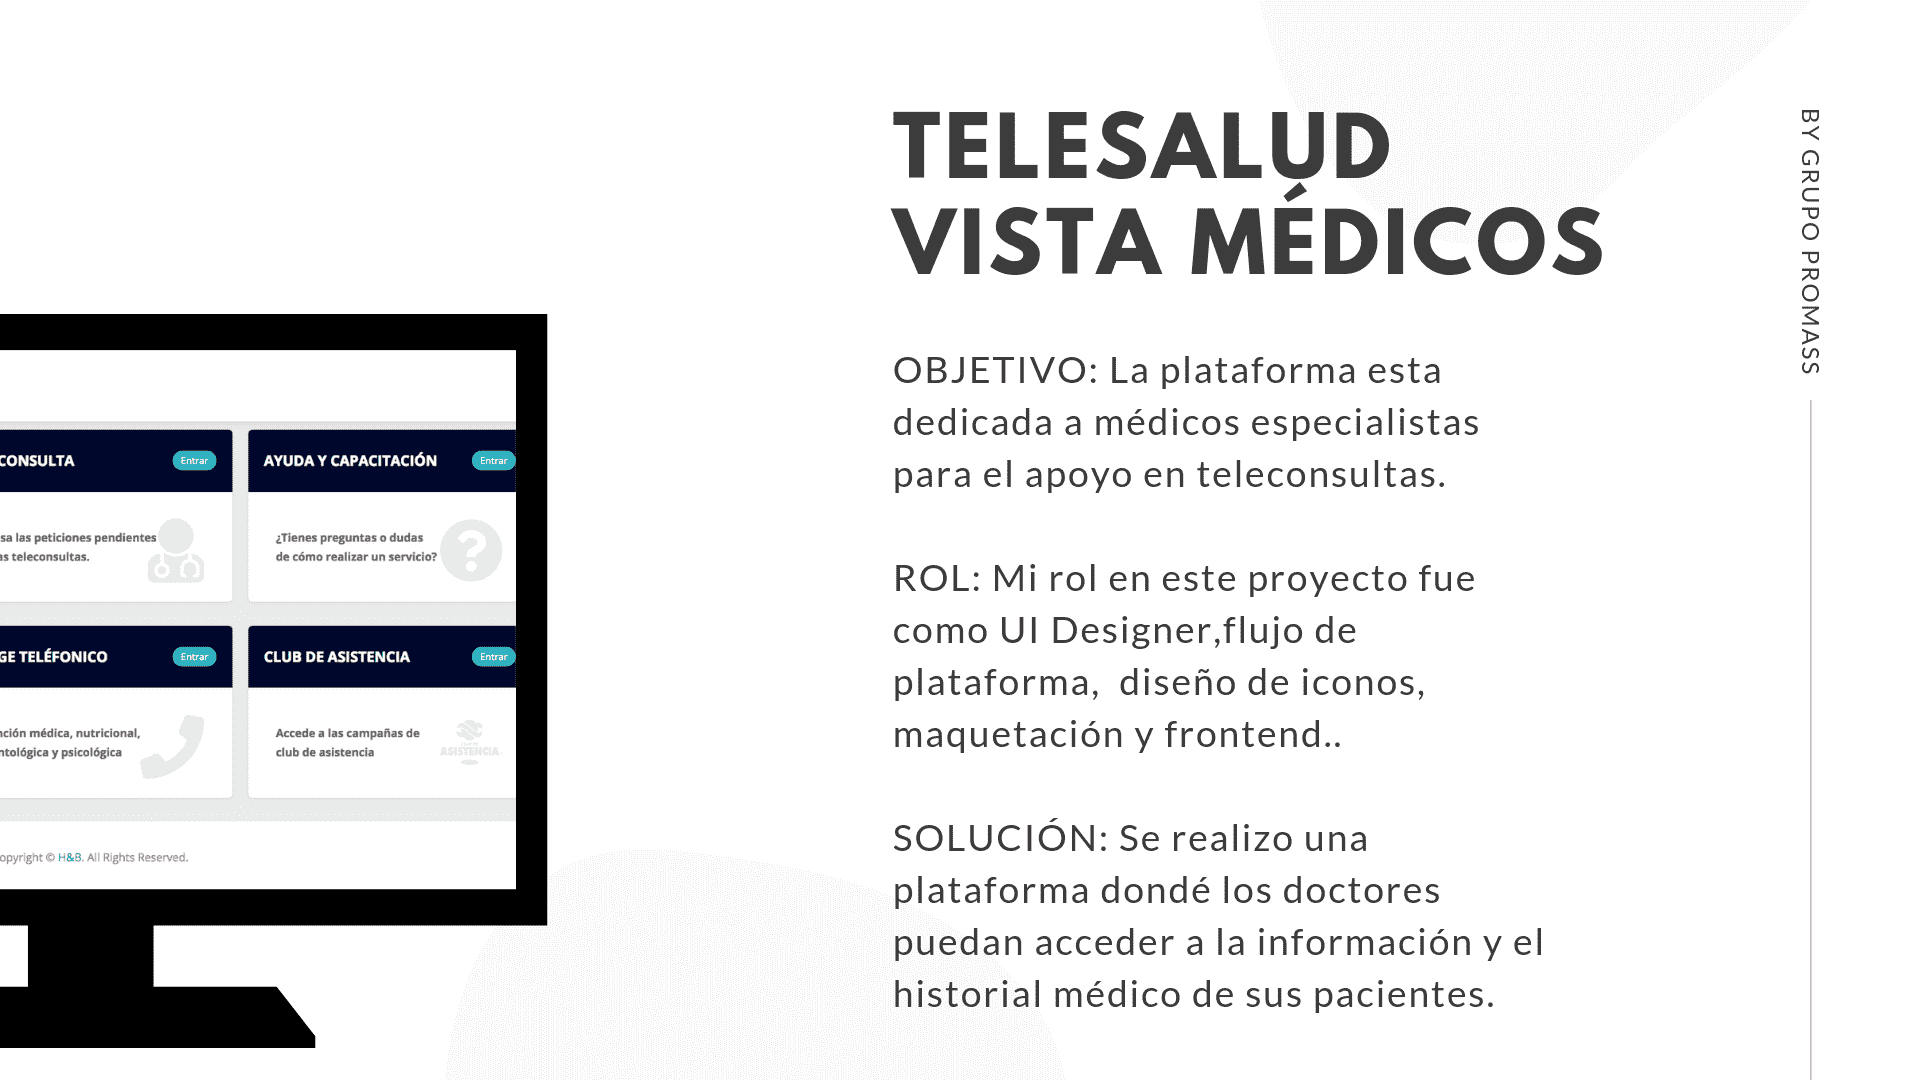 TELESALUD
VISTA MÉDICOS
BY GRUPO PROMASS
OBJETIVO: La plataforma esta
dedicada a médicos especialistas
para el apoyo en teleconsultas.
ROL: Mi rol en este proyecto fue
como UI Designer,flujo de
plataforma,  diseño de iconos,
maquetación y frontend..
SOLUCIÓN: Se realizo una
plataforma dondé los doctores
puedan acceder a la información y el
historial médico de sus pacientes.
CONSULTA
Entrar
sa las peticiones pendientes
as teleconsultas.
AYUDA Y CAPACITACIÓN
Entrar
¿Tienes preguntas o dudas
de cómo realizar un servicio?
GE TELÉFONICO
Entrar
nción médica, nutricional,
ntológica y psicológica
CLUB DE ASISTENCIA
Entrar
Accede a las campañas de
club de asistencia
ASISTENCIA
opyright © H&B. All Rights Reserved.